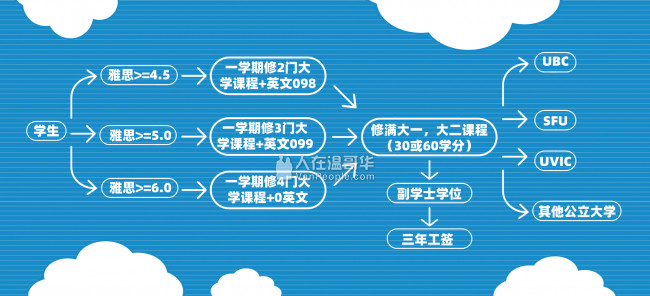 学生
雅思>=4.5
一学期修2门大
学课程+英文098
雅思>=5.0
一学期修3门大
学课程+英文099
雅思>=6.0
一学期修4门大
学课程+0英文
修满大一，大二课程
（30或60学分）
副学士学位
三年工签
UBC
SFU
UVIC
其他公立大学
人在温哥华
VanPeople.com